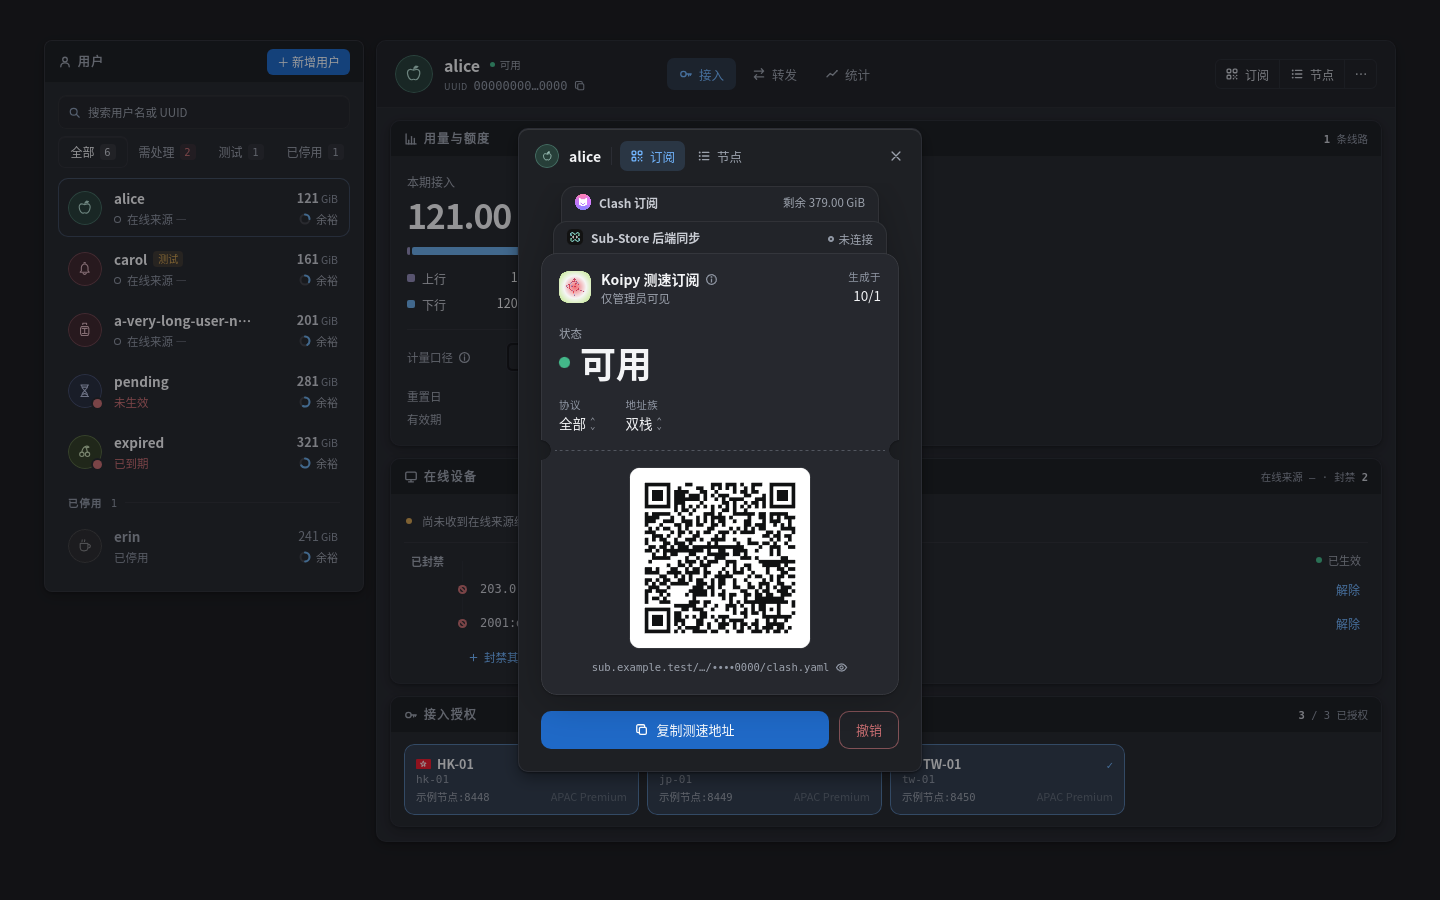 用户
新增用户
搜索用户名或 UUID
全部 6 需处理 2 测试 1 已停用 1
alice 121 GiB
在线来源 — 余裕
carol 测试 161 GiB
在线来源 — 余裕
a-very-long-user-n··· 201 GiB
在线来源 — 余裕
pending 281 GiB
未生效 余裕
expired 321 GiB
已到期 余裕
已停用 1
erin 241 GiB
已停用 余裕
alice 可用
UUID 00000000…0000
接入 转发 统计
订阅 节点 ···
用量与额度 1 条线路
本期接入
121.00
上行 1
下行 120
计量口径
重置日
有效期
在线设备 在线来源 — · 封禁 2
尚未收到在线来源
已封禁 已生效
203.0 解除
2001: 解除
+ 封禁其
接入授权 3 / 3 已授权
HK-01
hk-01
示例节点:8448 APAC Premium
jp-01
示例节点:8449 APAC Premium
TW-01 ✓
tw-01
示例节点:8450 APAC Premium
alice 订阅 节点
Clash 订阅 剩余 379.00 GiB
Sub-Store 后端同步 未连接
Koipy 测速订阅 生成于
仅管理员可见 10/1
状态
可用
协议 地址族
全部 双栈
sub.example.test/…/••••0000/clash.yaml
复制测速地址 撤销